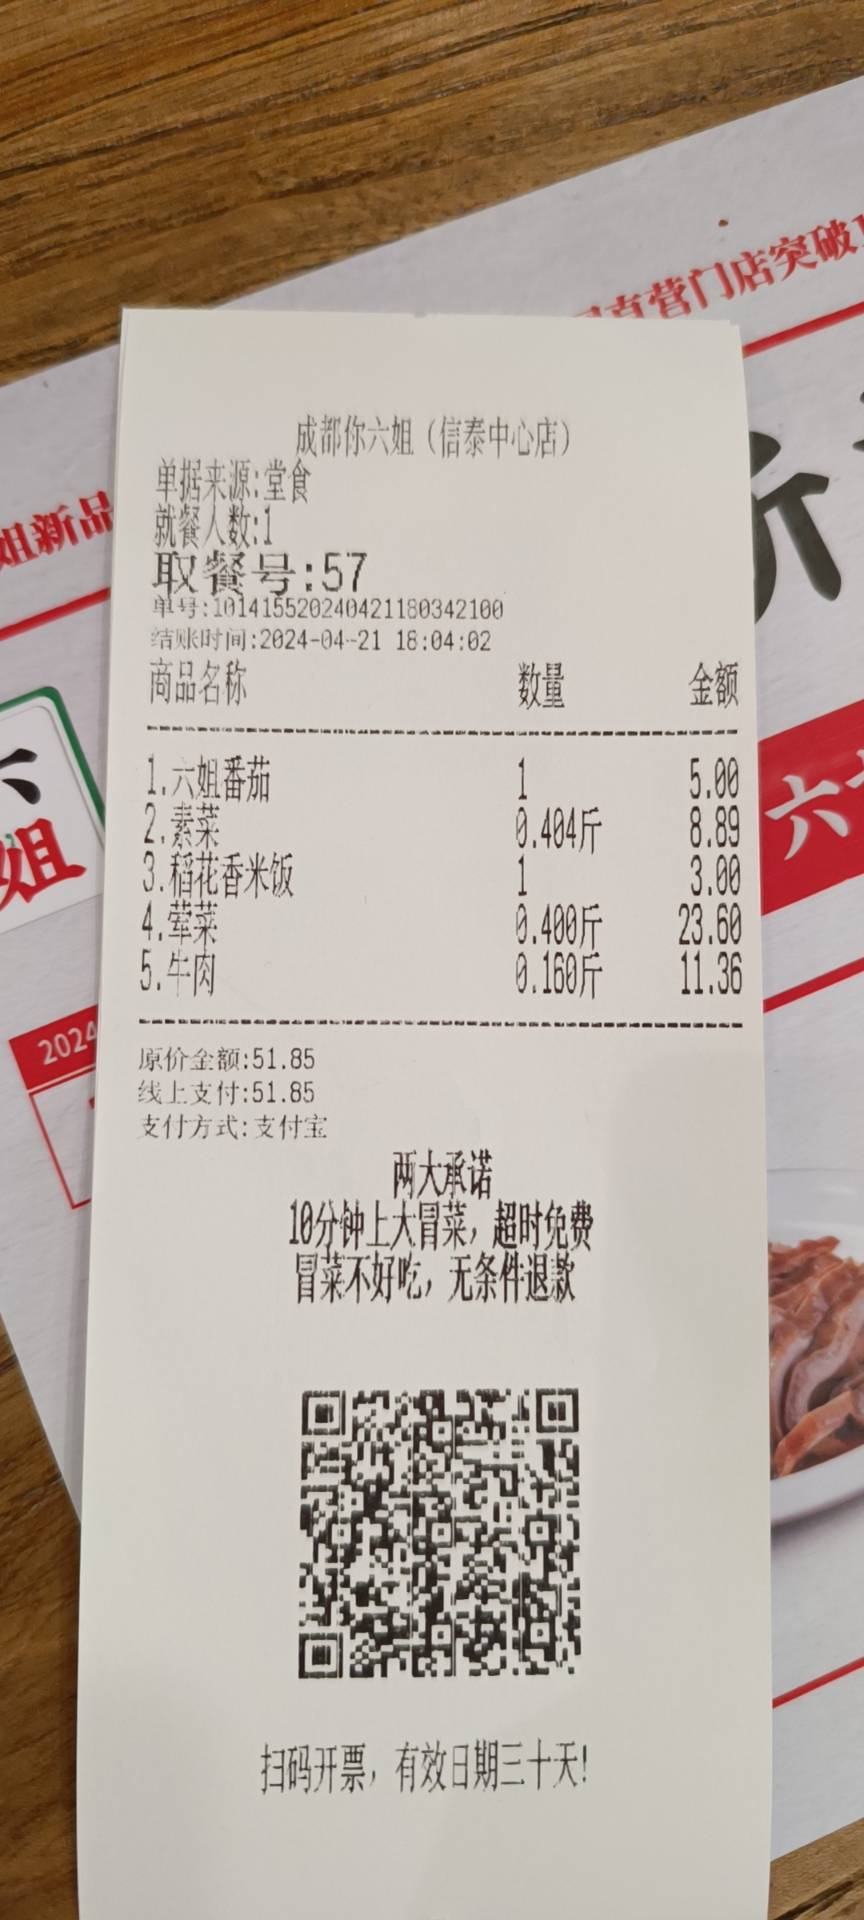 直营门店突破
姐新品
折
六
姐
2024
六
成都你六姐（信泰中心店）
单据来源:堂食
就餐人数:1
取餐号:57
单号:101415520240421180342100
结账时间:2024-04-21 18:04:02
商品名称 数量 金额
1.六姐番茄 1 5.00
2.素菜 0.404斤 8.89
3.稻花香米饭 1 3.00
4.荤菜 0.400斤 23.60
5.牛肉 0.160斤 11.36
原价金额:51.85
线上支付:51.85
支付方式:支付宝
两大承诺
10分钟上大冒菜，超时免费
冒菜不好吃，无条件退款
扫码开票，有效日期三十天!